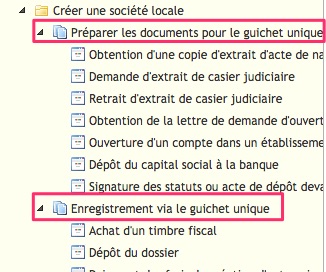 Créer une société locale
Préparer les documents pour le guichet unique
Obtention d'une copie d'extrait d'acte de na
Demande d'extrait de casier judiciaire
Retrait d'extrait de casier judiciaire
Obtention de la lettre de demande d'ouvert
Ouverture d'un compte dans un établisseme
Dépôt du capital social à la banque
Signature des statuts ou acte de dépôt deva
Enregistrement via le guichet unique
Achat d'un timbre fiscal
Dépôt du dossier